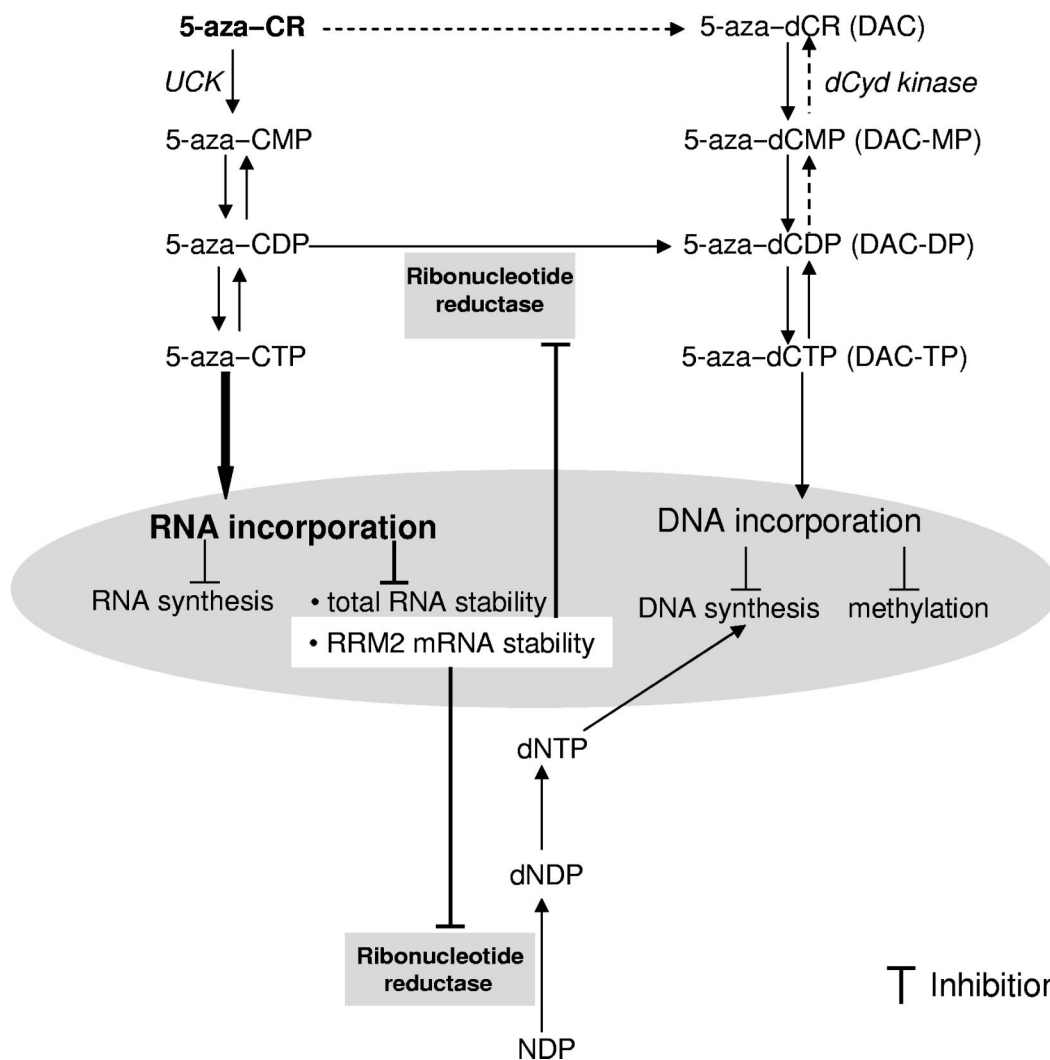 5-aza–CR
5-aza–dCR (DAC)
UCK
dCyd kinase
5-aza–CMP
5-aza–dCMP (DAC-MP)
5-aza–CDP
5-aza–dCDP (DAC-DP)
Ribonucleotide
reductase
5-aza–CTP
5-aza–dCTP (DAC-TP)
RNA incorporation
DNA incorporation
RNA synthesis
• total RNA stability
DNA synthesis
methylation
• RRM2 mRNA stability
dNTP
dNDP
Ribonucleotide
reductase
Inhibition
NDP